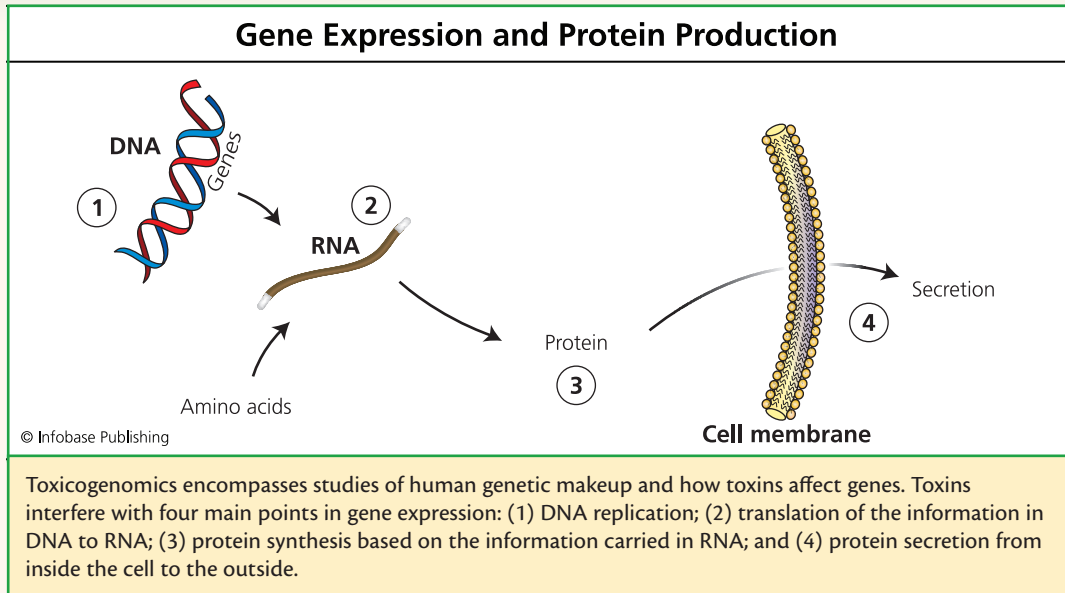 Gene Expression and Protein Production
DNA
Genes
1
2
RNA
Secretion
4
Protein
3
Amino acids
© Infobase Publishing
Cell membrane
Toxicogenomics encompasses studies of human genetic makeup and how toxins affect genes. Toxins
interfere with four main points in gene expression: (1) DNA replication; (2) translation of the information in
DNA to RNA; (3) protein synthesis based on the information carried in RNA; and (4) protein secretion from
inside the cell to the outside.